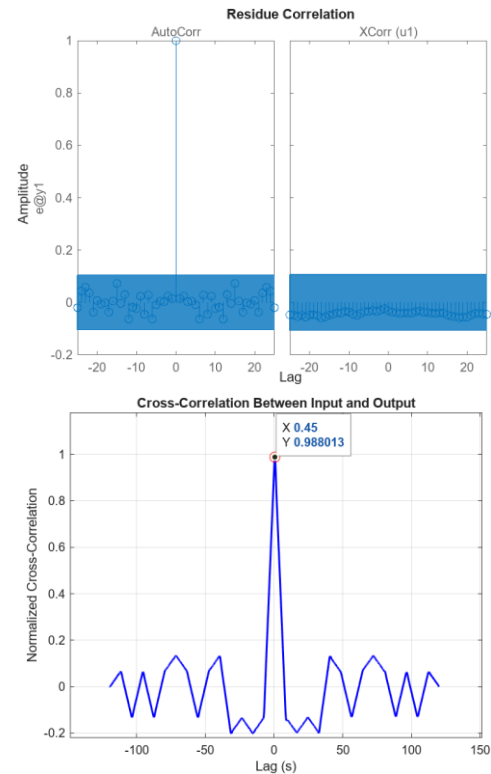 Residue Correlation
AutoCorr
XCorr (u1)
1
0.8
0.6
0.4
0.2
0
-0.2
Amplitude
e@y1
-20 -10 0 10 20
-20 -10 0 10 20
Lag
Cross-Correlation Between Input and Output
X 0.45
Y 0.988013
1
0.8
0.6
0.4
0.2
0
-0.2
Normalized Cross-Correlation
-100 -50 0 50 100 150
Lag (s)